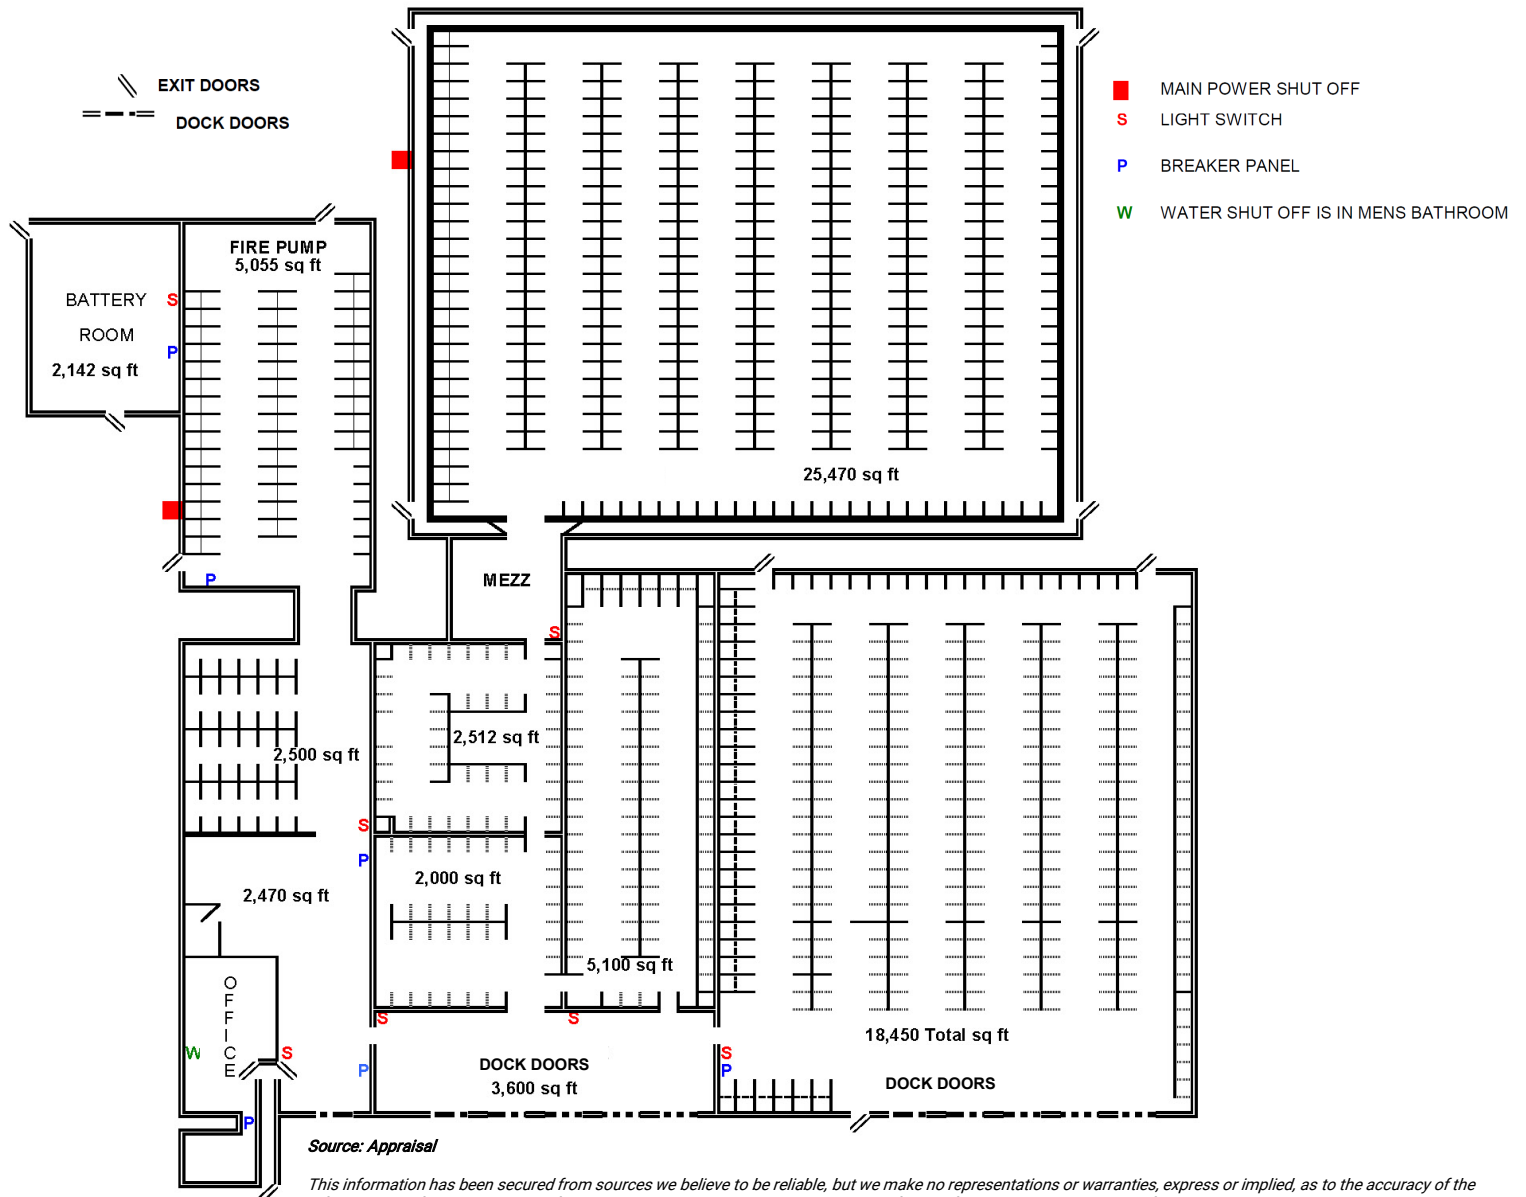 EXIT DOORS
DOCK DOORS
MAIN POWER SHUT OFF
S LIGHT SWITCH
P BREAKER PANEL
W WATER SHUT OFF IS IN MENS BATHROOM
FIRE PUMP
5,055 sq ft
BATTERY
ROOM
2,142 sq ft
S
P
25,470 sq ft
P
MEZZ
S
2,500 sq ft
2,512 sq ft
S
P
2,470 sq ft
2,000 sq ft
5,100 sq ft
OFFICE
W
S
S
S
P
DOCK DOORS
3,600 sq ft
S
P
18,450 Total sq ft
DOCK DOORS
P
Source: Appraisal
This information has been secured from sources we believe to be reliable, but we make no representations or warranties, express or implied, as to the accuracy of the